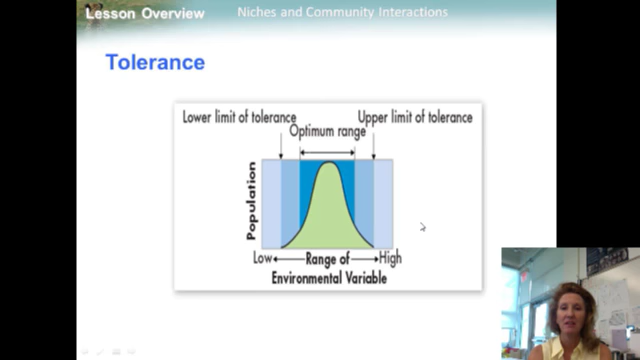 Lesson Overview Niches and Community Interactions
Tolerance
Lower limit of tolerance Upper limit of tolerance
Optimum range
Population
Low Range of High
Environmental Variable